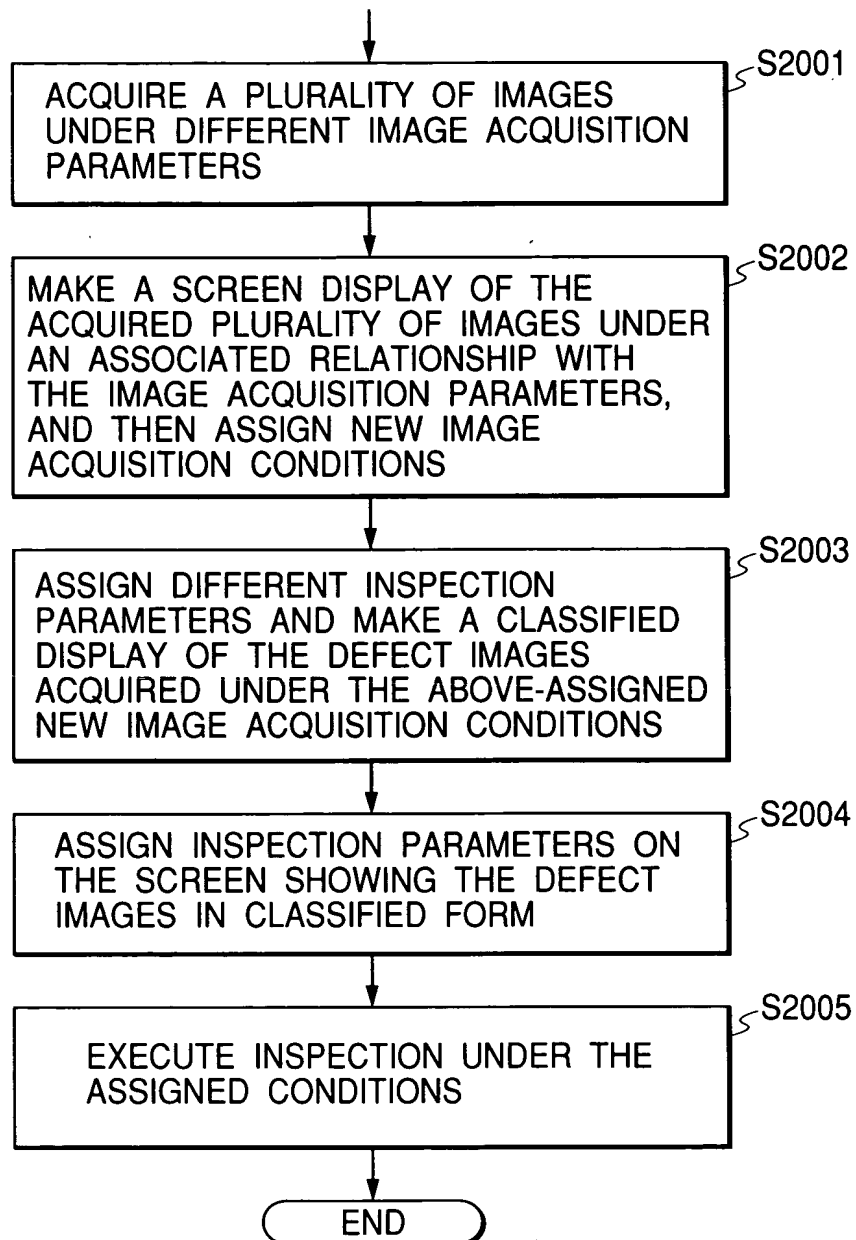 S2001
ACQUIRE A PLURALITY OF IMAGES
UNDER DIFFERENT IMAGE ACQUISITION
PARAMETERS
S2002
MAKE A SCREEN DISPLAY OF THE
ACQUIRED PLURALITY OF IMAGES UNDER
AN ASSOCIATED RELATIONSHIP WITH
THE IMAGE ACQUISITION PARAMETERS,
AND THEN ASSIGN NEW IMAGE
ACQUISITION CONDITIONS
S2003
ASSIGN DIFFERENT INSPECTION
PARAMETERS AND MAKE A CLASSIFIED
DISPLAY OF THE DEFECT IMAGES
ACQUIRED UNDER THE ABOVE-ASSIGNED
NEW IMAGE ACQUISITION CONDITIONS
S2004
ASSIGN INSPECTION PARAMETERS ON
THE SCREEN SHOWING THE DEFECT
IMAGES IN CLASSIFIED FORM
S2005
EXECUTE INSPECTION UNDER THE
ASSIGNED CONDITIONS
END